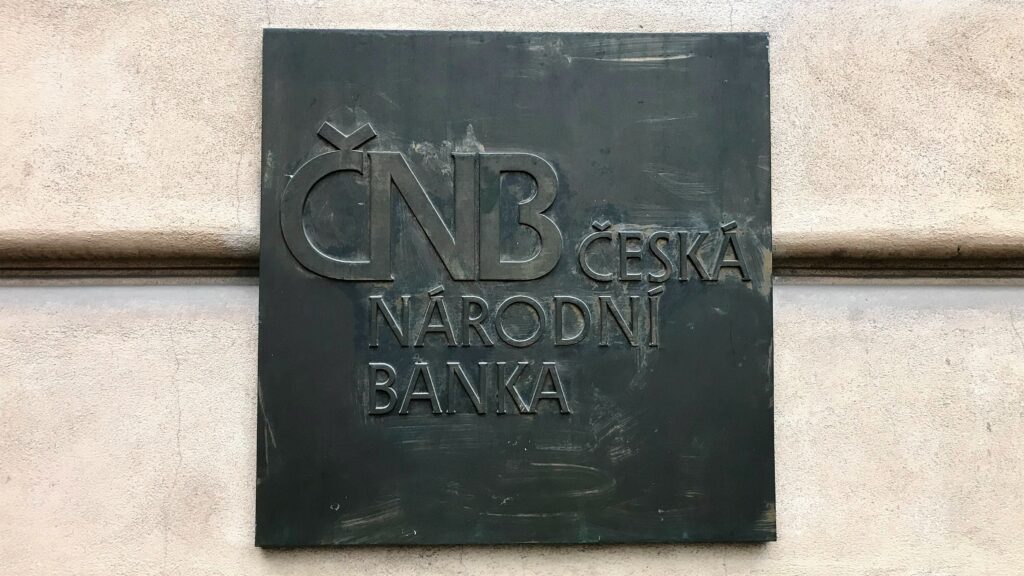 ČNB ČESKÁ
NÁRODNÍ
BANKA